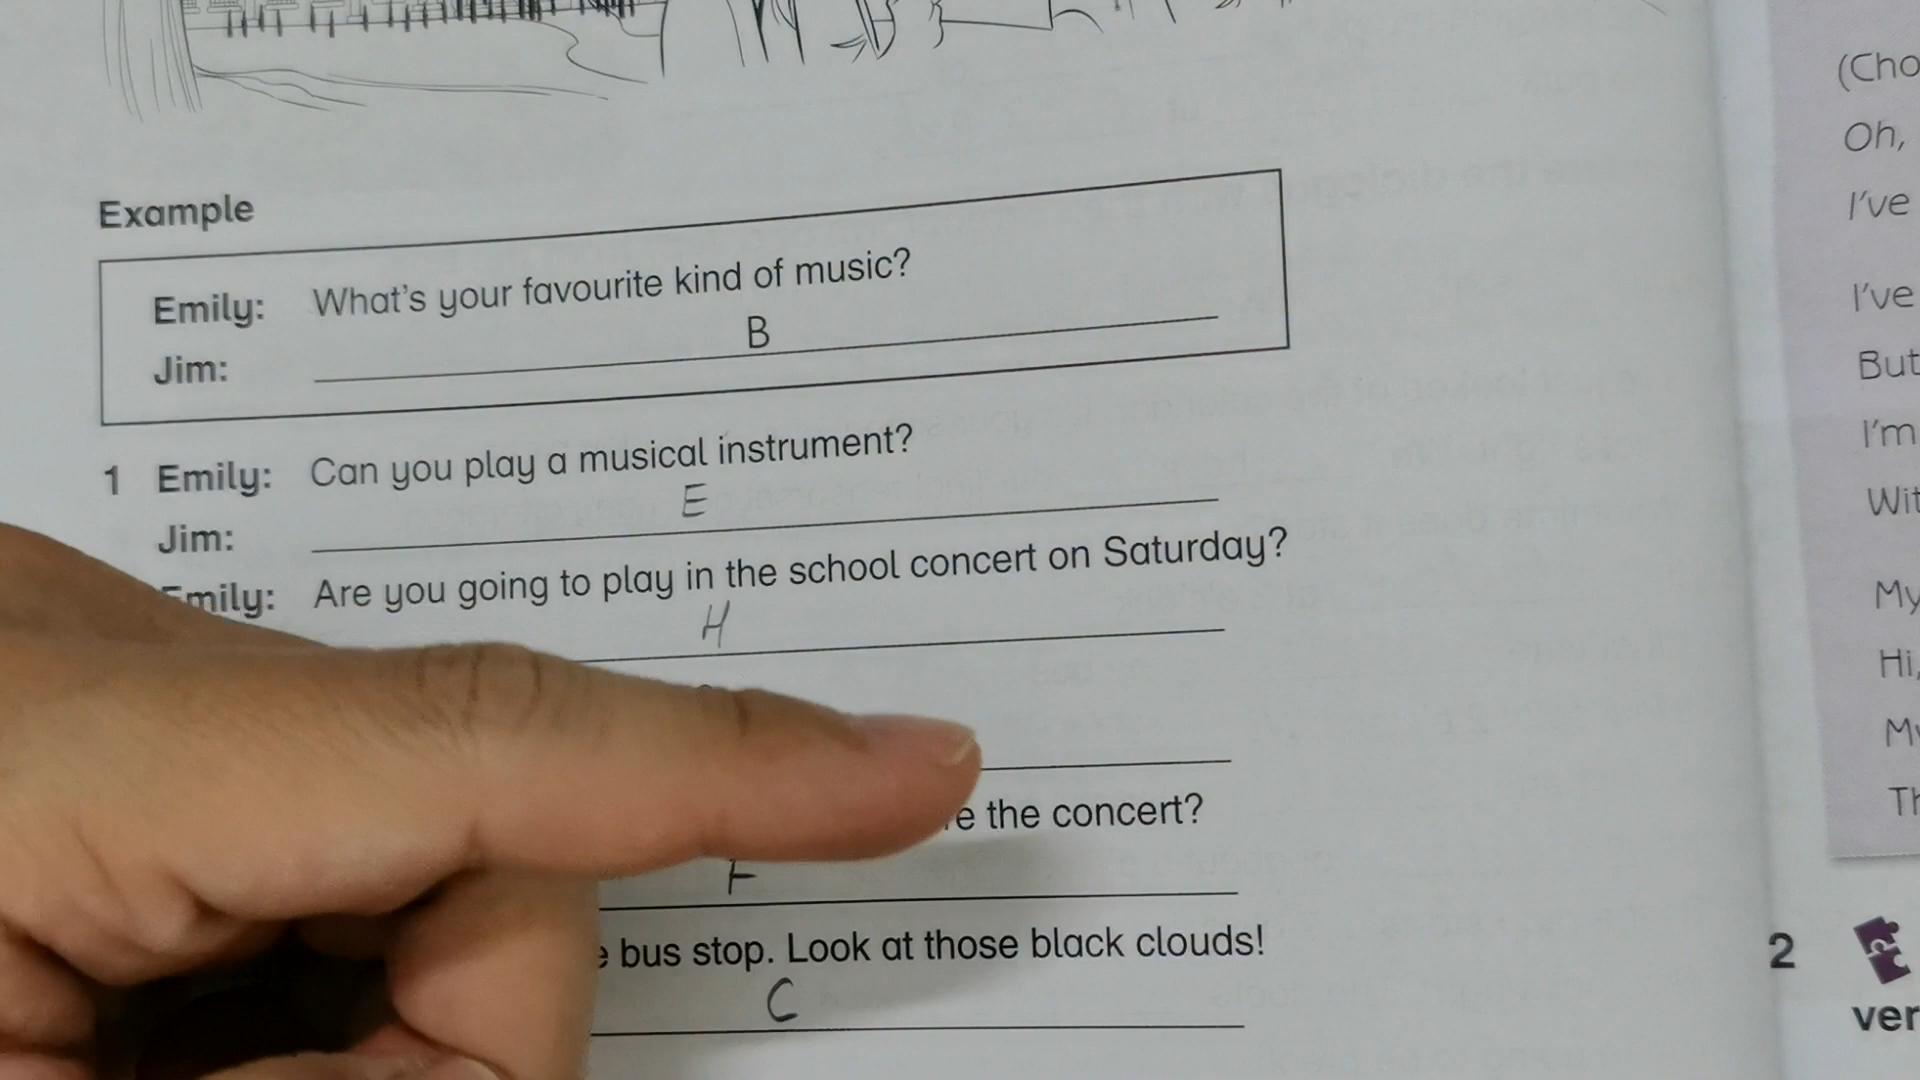 Example
Emily: What's your favourite kind of music?
B
Jim:
1 Emily: Can you play a musical instrument?
E
Jim:
Emily: Are you going to play in the school concert on Saturday?
H
the concert?
F
bus stop. Look at those black clouds!
C
(Cho
Oh,
I've
I've
But
I'm
Wit
My
Hi,
My
Th
2
ver